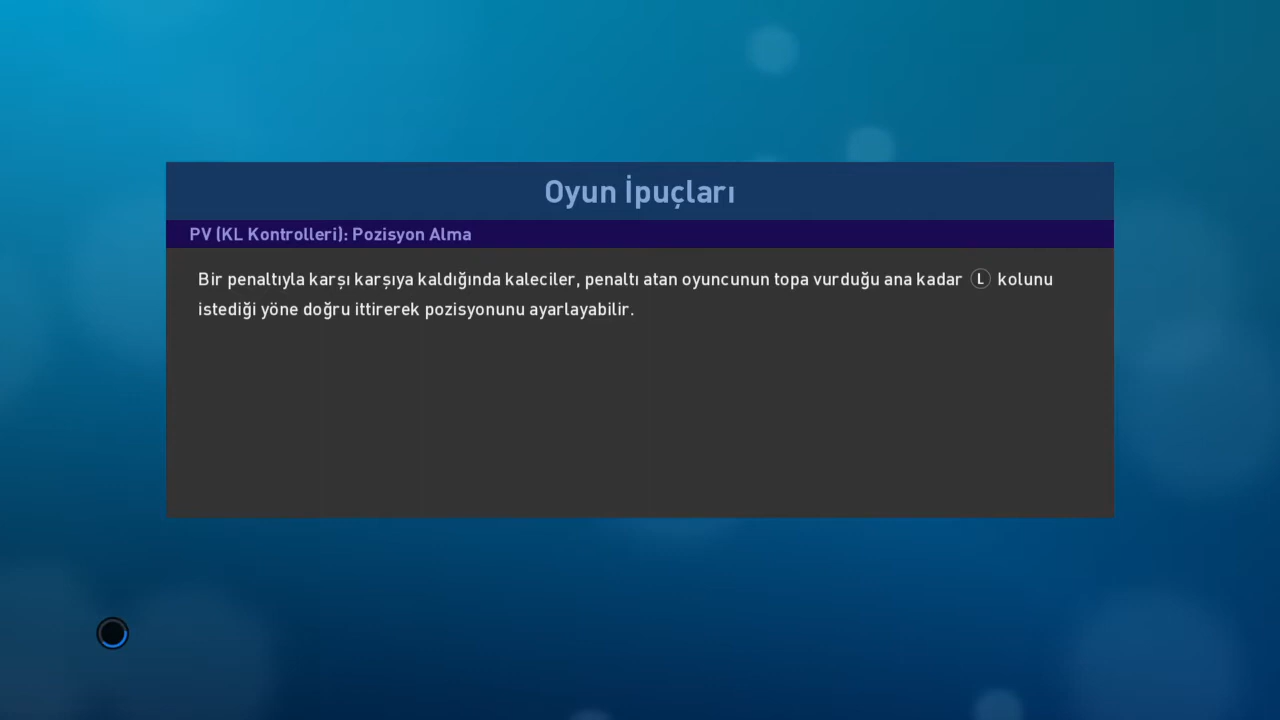 Oyun İpuçları
PV (KL Kontrolleri): Pozisyon Alma
Bir penaltıyla karşı karşıya kaldığında kaleciler, penaltı atan oyuncunun topa vurduğu ana kadar L kolunu
istediği yöne doğru ittirerek pozisyonunu ayarlayabilir.